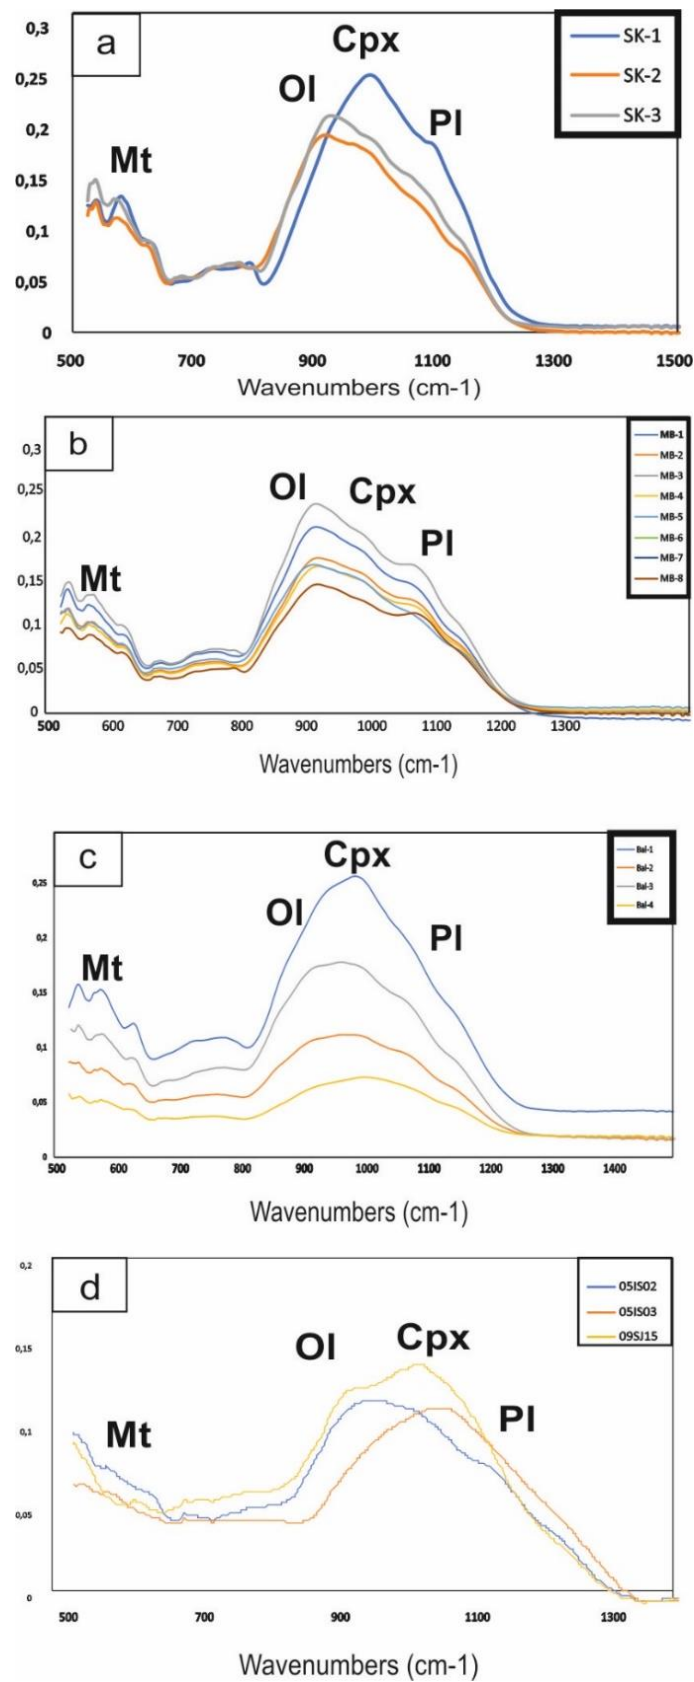 a
0,3
0,25
0,2
0,15
0,1
0,05
0
Mt
Ol
Cpx
Pl
SK-1
SK-2
SK-3
500 700 900 1100 1300 1500
Wavenumbers (cm-1)
b
0,3
0,25
0,2
0,15
0,1
0,05
0
Mt
Ol
Cpx
Pl
MB-1
MB-2
MB-3
MB-4
MB-5
MB-6
MB-7
MB-8
500 600 700 800 900 1000 1100 1200 1300
Wavenumbers (cm-1)
c
0,25
0,2
0,15
0,1
0,05
0
Mt
Ol
Cpx
Pl
Bal-1
Bal-2
Bal-3
Bal-4
500 600 700 800 900 1000 1100 1200 1300 1400
Wavenumbers (cm-1)
d
0,2
0,15
0,1
0,05
0
Mt
Ol
Cpx
Pl
05IS02
05IS03
09SJ15
500 700 900 1100 1300
Wavenumbers (cm-1)